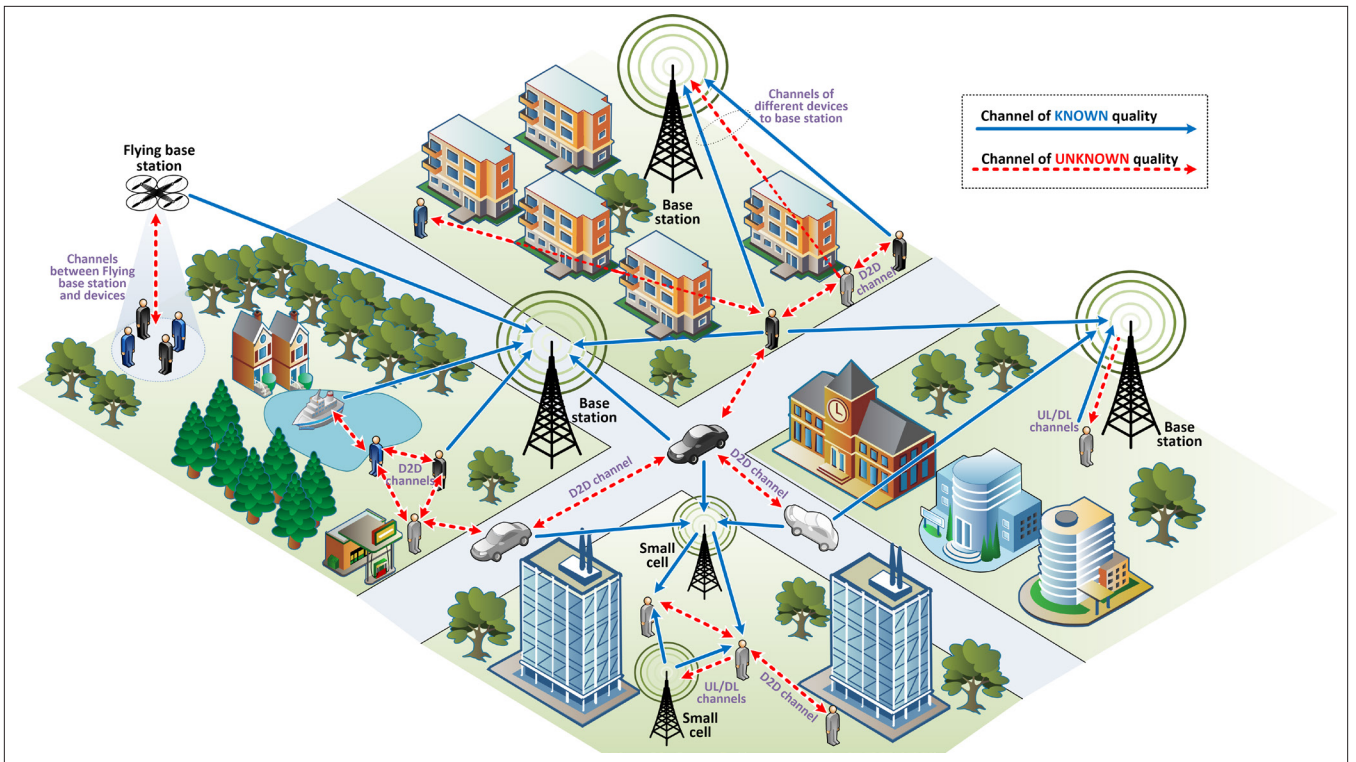 Channels of
different devices
to base station
Channel of KNOWN quality
Channel of UNKNOWN quality
Flying base
station
Base
station
D2D
channel
Channels
between Flying
base station
and devices
Base
station
UL/DL
channels
Base
station
D2D
channels
D2D channel
D2D channel
Small
cell
UL/DL
channels
D2D channel
Small
cell